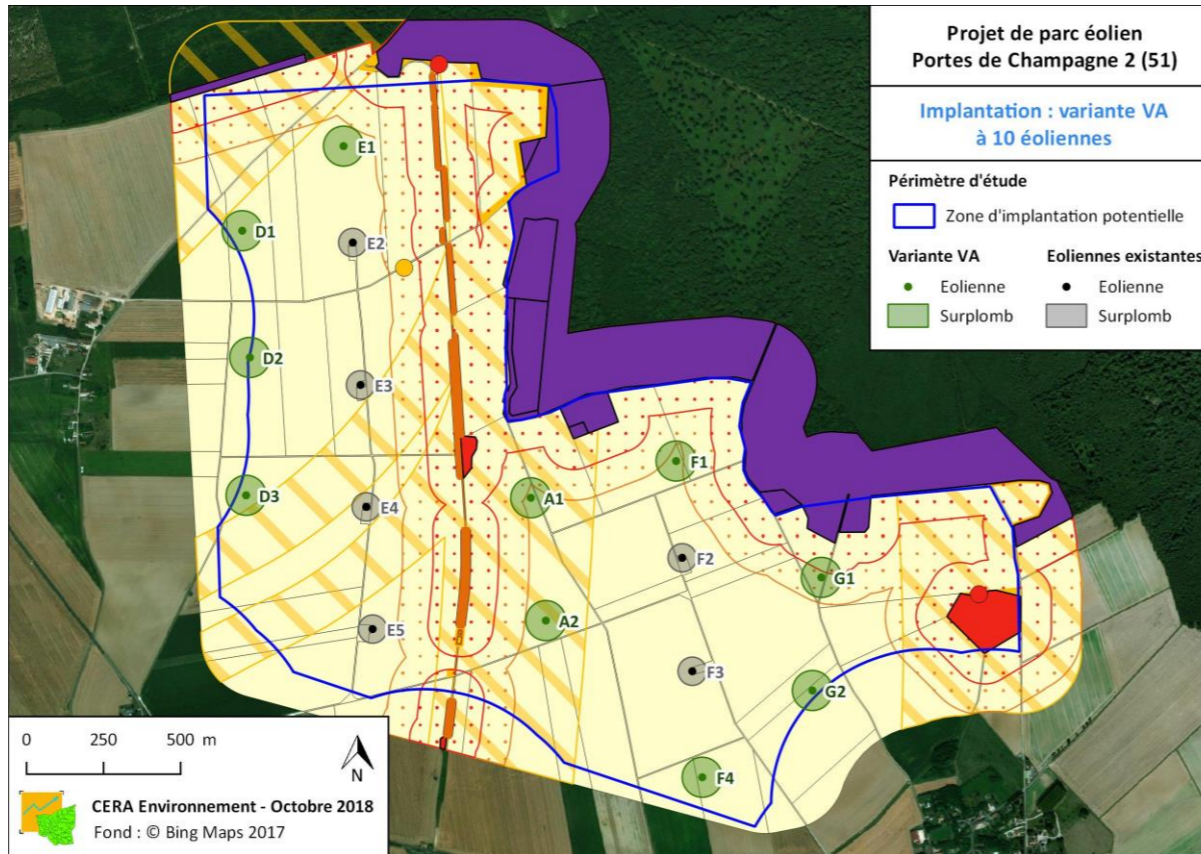 Projet de parc éolien
Portes de Champagne 2 (51)
Implantation : variante VA
à 10 éoliennes
Périmètre d'étude
Zone d'implantation potentielle
Variante VA
Eoliennes existantes
Eolienne
Eolienne
Surplomb
Surplomb
E1
D1
E2
D2
E3
D3
E4
A1
F1
F2
G1
E5
A2
F3
G2
F4
0 250 500 m
N
CERA Environnement - Octobre 2018
Fond : © Bing Maps 2017